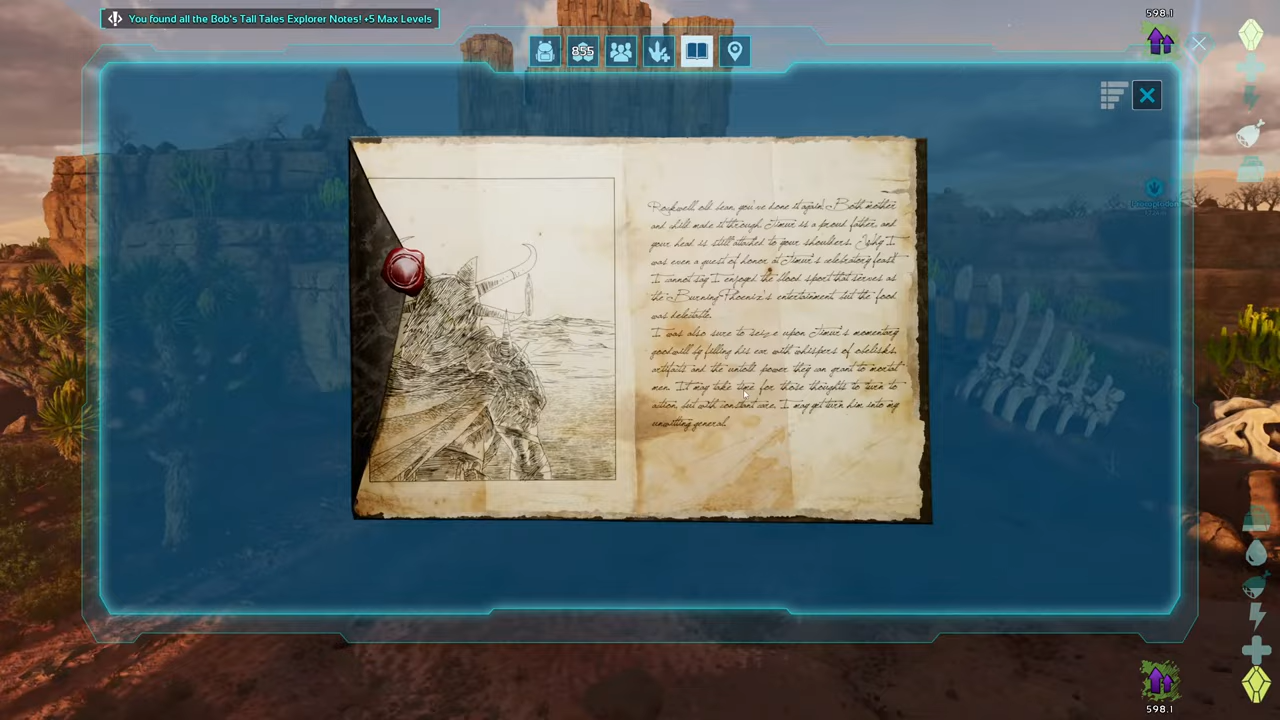 You found all the Bob's Tall Tales Explorer Notes! +5 Max Levels
598.1
855
Rockwell old bean, you've done it again! Both mother
and child made it through, Timur is a proud father, and
your head is still attached to your shoulders. Why I
was even a guest of honor at Timur's celebratory feast.
I cannot say I enjoyed the blood sport that serves as
the Burning Phoenix's entertainment but the food
was delectable.
I was also sure to seize upon Timur's momentary
goodwill by filling his ear with whispers of obelisks,
artifacts and the untold power they can grant to mortal
men. It may take time for those thoughts to turn to
action but with constant care, I may yet turn him into my
unwitting general.
598.1